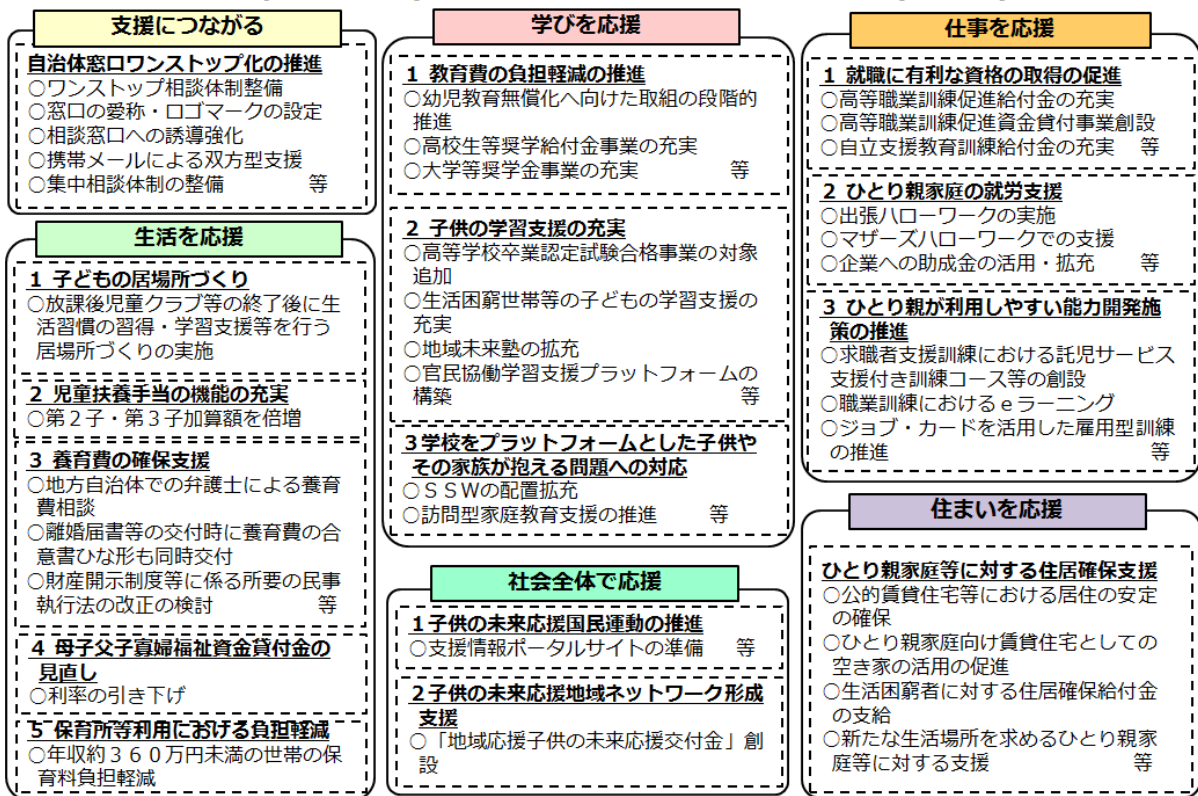 支援につながる
自治体窓口ワンストップ化の推進
○ワンストップ相談体制整備
○窓口の愛称・ロゴマークの設定
○相談窓口への誘導強化
○携帯メールによる双方型支援
○集中相談体制の整備 等
生活を応援
1 子どもの居場所づくり
○放課後児童クラブ等の終了後に生
活習慣の習得・学習支援等を行う
居場所づくりの実施
2 児童扶養手当の機能の充実
○第2子・第3子加算額を倍増
3 養育費の確保支援
○地方自治体での弁護士による養育
費相談
○離婚届書等の交付時に養育費の合
意書ひな形も同時交付
○財産開示制度等に係る所要の民事
執行法の改正の検討 等
4 母子父子寡婦福祉資金貸付金の
見直し
○利率の引き下げ
5 保育所等利用における負担軽減
○年収約360万円未満の世帯の保
育料負担軽減
学びを応援
1 教育費の負担軽減の推進
○幼児教育無償化へ向けた取組の段階的
推進
○高校生等奨学給付金事業の充実
○大学等奨学金事業の充実 等
2 子供の学習支援の充実
○高等学校卒業認定試験合格事業の対象
追加
○生活困窮世帯等の子どもの学習支援の
充実
○地域未来塾の拡充
○官民協働学習支援プラットフォームの
構築 等
3学校をプラットフォームとした子供や
その家族が抱える問題への対応
○SSWの配置拡充
○訪問型家庭教育支援の推進 等
社会全体で応援
1子供の未来応援国民運動の推進
○支援情報ポータルサイトの準備 等
2子供の未来応援地域ネットワーク形成
支援
○「地域応援子供の未来応援交付金」創
設
仕事を応援
1 就職に有利な資格の取得の促進
○高等職業訓練促進給付金の充実
○高等職業訓練促進資金貸付事業創設
○自立支援教育訓練給付金の充実 等
2 ひとり親家庭の就労支援
○出張ハローワークの実施
○マザーズハローワークでの支援
○企業への助成金の活用・拡充 等
3 ひとり親が利用しやすい能力開発施
策の推進
○求職者支援訓練における託児サービス
支援付き訓練コース等の創設
○職業訓練におけるeラーニング
○ジョブ・カードを活用した雇用型訓練
の推進 等
住まいを応援
ひとり親家庭等に対する住居確保支援
○公的賃貸住宅等における居住の安定
の確保
○ひとり親家庭向け賃貸住宅としての
空き家の活用の促進
○生活困窮者に対する住居確保給付金
の支給
○新たな生活場所を求めるひとり親家
庭等に対する支援 等